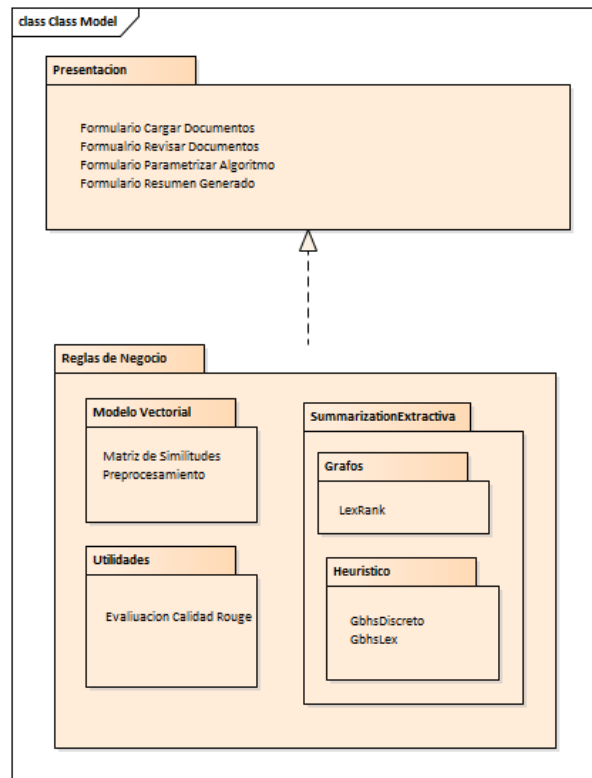 class Class Model
Presentacion
Formulario Cargar Documentos
Formualrio Revisar Documentos
Formulario Parametrizar Algoritmo
Formulario Resumen Generado
Reglas de Negocio
Modelo Vectorial
Matriz de Similitudes
Preprocesamiento
SummarizationExtractiva
Grafos
LexRank
Utilidades
Evaliuacion Calidad Rouge
Heuristico
GbhsDiscreto
GbhsLex